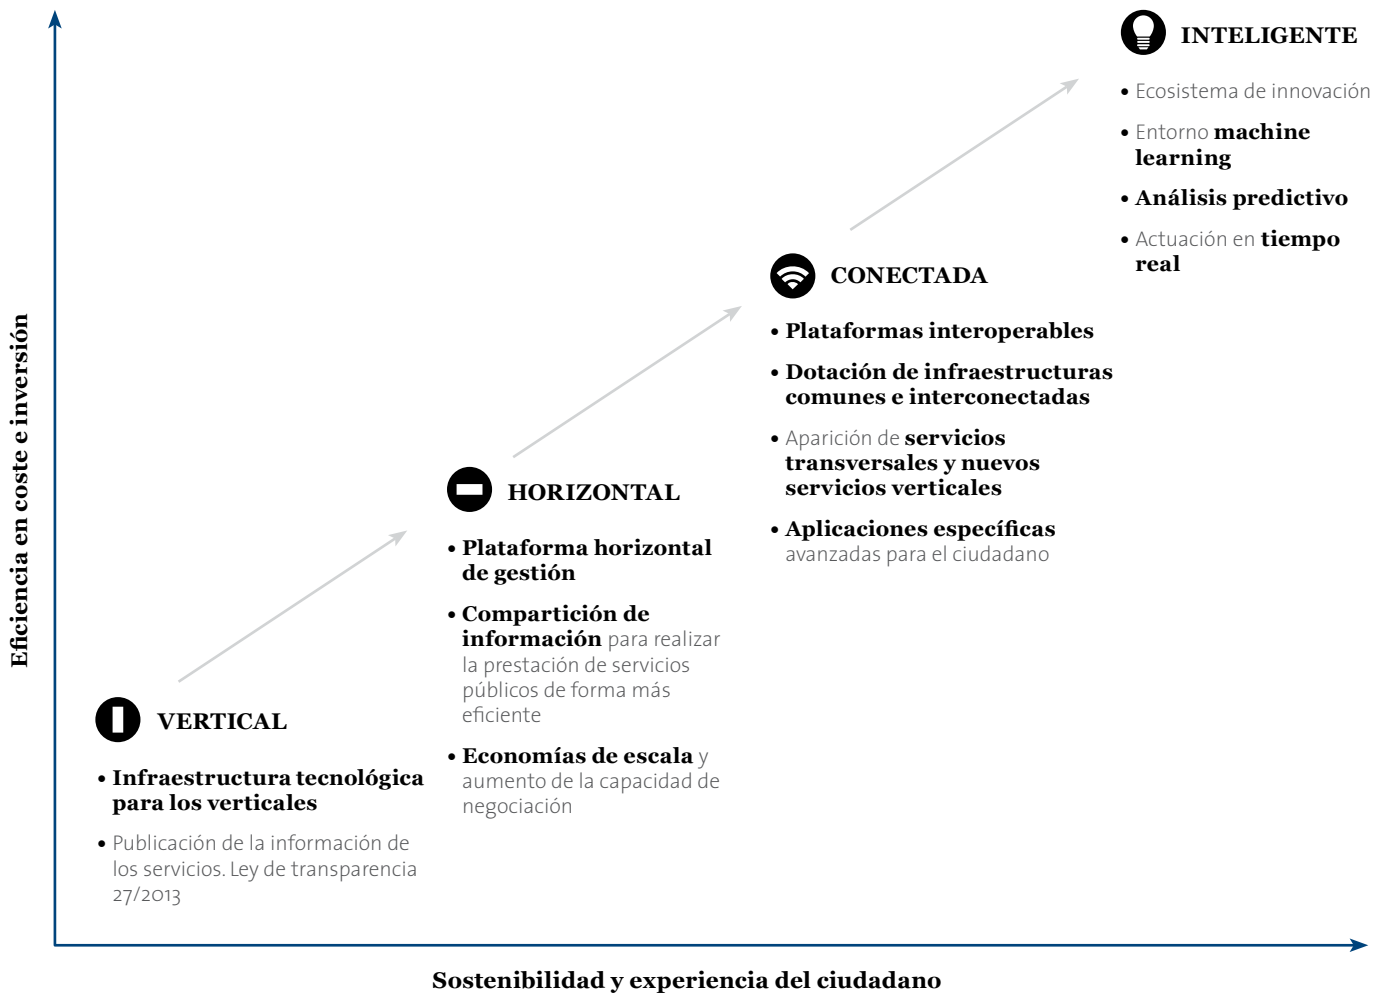 INTELIGENTE
• Ecosistema de innovación
• Entorno machine
learning
• Análisis predictivo
• Actuación en tiempo
real
CONECTADA
• Plataformas interoperables
• Dotación de infraestructuras
comunes e interconectadas
• Aparición de servicios
transversales y nuevos
servicios verticales
• Aplicaciones específicas
avanzadas para el ciudadano
HORIZONTAL
• Plataforma horizontal
de gestión
• Compartición de
información para realizar
la prestación de servicios
públicos de forma más
eficiente
• Economías de escala y
aumento de la capacidad de
negociación
VERTICAL
• Infraestructura tecnológica
para los verticales
• Publicación de la información de
los servicios. Ley de transparencia
27/2013
Eficiencia en coste e inversión
Sostenibilidad y experiencia del ciudadano